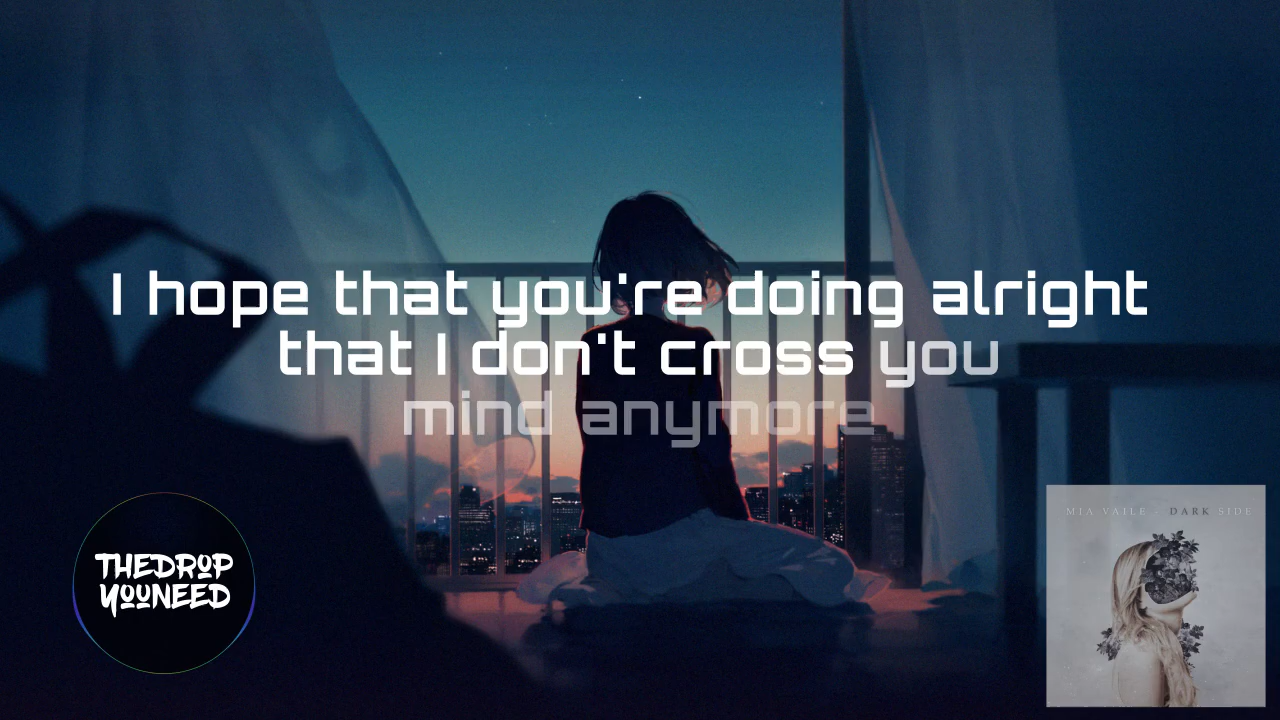 I hope that you're doing alright
that I don't cross you
mind anymore
THEDROP
YOUNEED
MIA VAILE - DARK SIDE